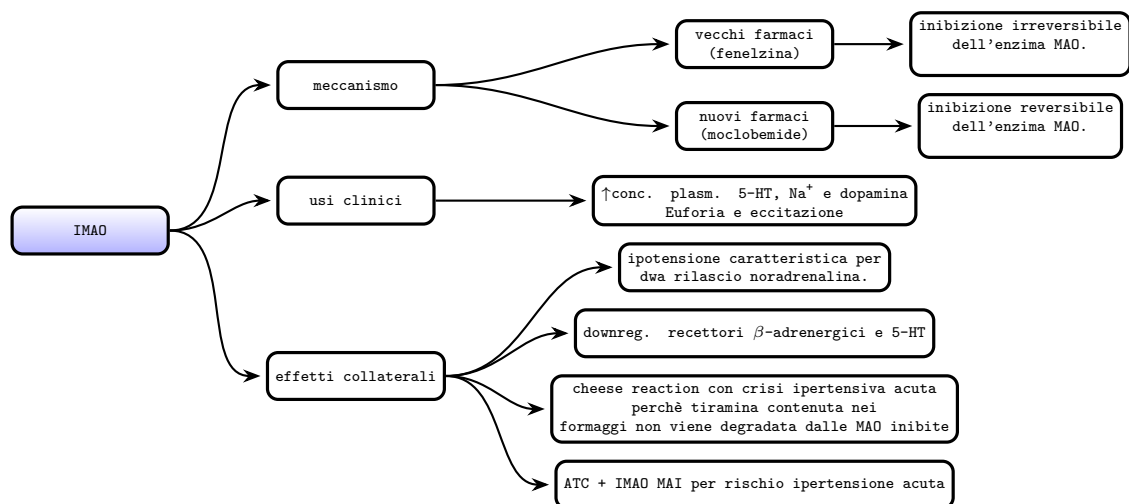 IMAO
meccanismo
vecchi farmaci
(fenelzina)
inibizione irreversibile
dell'enzima MAO.
nuovi farmaci
(moclobemide)
inibizione reversibile
dell'enzima MAO.
usi clinici
↑conc. plasm. 5-HT, Na⁺ e dopamina
Euforia e eccitazione
effetti collaterali
ipotensione caratteristica per
dwa rilascio noradrenalina.
downreg. recettori β-adrenergici e 5-HT
cheese reaction con crisi ipertensiva acuta
perchè tiramina contenuta nei
formaggi non viene degradata dalle MAO inibite
ATC + IMAO MAI per rischio ipertensione acuta